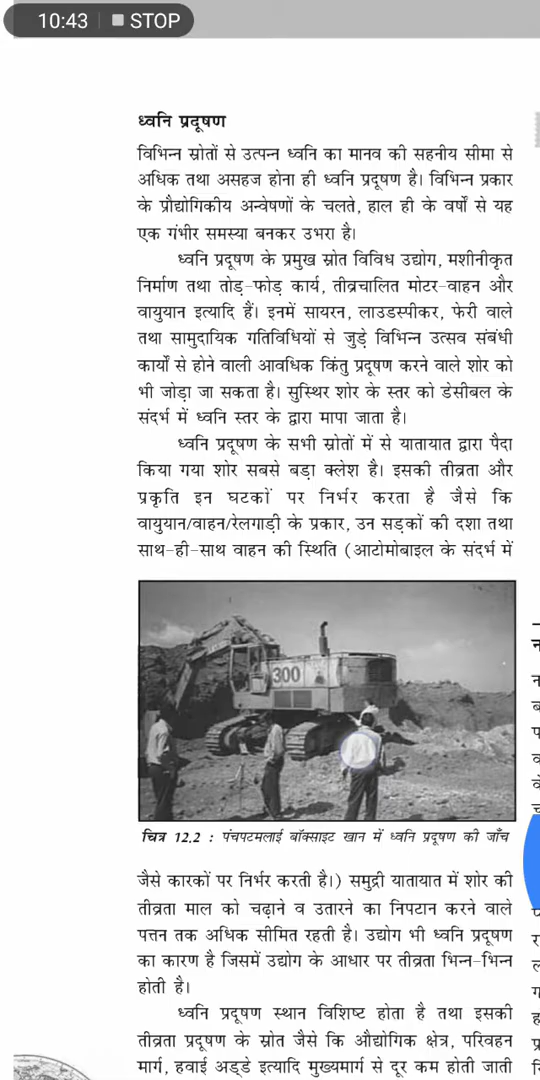 10:43 STOP
ध्वनि प्रदूषण
विभिन्न स्रोतों से उत्पन्न ध्वनि का मानव की सहनीय सीमा से
अधिक तथा असहज होना ही ध्वनि प्रदूषण है। विभिन्न प्रकार
के प्रौद्योगिकीय अन्वेषणों के चलते, हाल ही के वर्षों से यह
एक गंभीर समस्या बनकर उभरा है।
ध्वनि प्रदूषण के प्रमुख स्रोत विविध उद्योग, मशीनीकृत
निर्माण तथा तोड़-फोड़ कार्य, तीव्रचालित मोटर-वाहन और
वायुयान इत्यादि हैं। इनमें सायरन, लाउडस्पीकर, फेरी वाले
तथा सामुदायिक गतिविधियों से जुड़े विभिन्न उत्सव संबंधी
कार्यों से होने वाली आवधिक किंतु प्रदूषण करने वाले शोर को
भी जोड़ा जा सकता है। सुस्थिर शोर के स्तर को डेसीबल के
संदर्भ में ध्वनि स्तर के द्वारा मापा जाता है।
ध्वनि प्रदूषण के सभी स्रोतों में से यातायात द्वारा पैदा
किया गया शोर सबसे बड़ा क्लेश है। इसकी तीव्रता और
प्रकृति इन घटकों पर निर्भर करता है जैसे कि
वायुयान/वाहन/रेलगाड़ी के प्रकार, उन सड़कों की दशा तथा
साथ-ही-साथ वाहन की स्थिति (आटोमोबाइल के संदर्भ में
300
चित्र 12.2 : पंचपटमलाई बॉक्साइट खान में ध्वनि प्रदूषण की जाँच
जैसे कारकों पर निर्भर करती है।) समुद्री यातायात में शोर की
तीव्रता माल को चढ़ाने व उतारने का निपटान करने वाले
पत्तन तक अधिक सीमित रहती है। उद्योग भी ध्वनि प्रदूषण
का कारण है जिसमें उद्योग के आधार पर तीव्रता भिन्न-भिन्न
होती है।
ध्वनि प्रदूषण स्थान विशिष्ट होता है तथा इसकी
तीव्रता प्रदूषण के स्रोत जैसे कि औद्योगिक क्षेत्र, परिवहन
मार्ग, हवाई अड्डे इत्यादि मुख्यमार्ग से दूर कम होती जाती